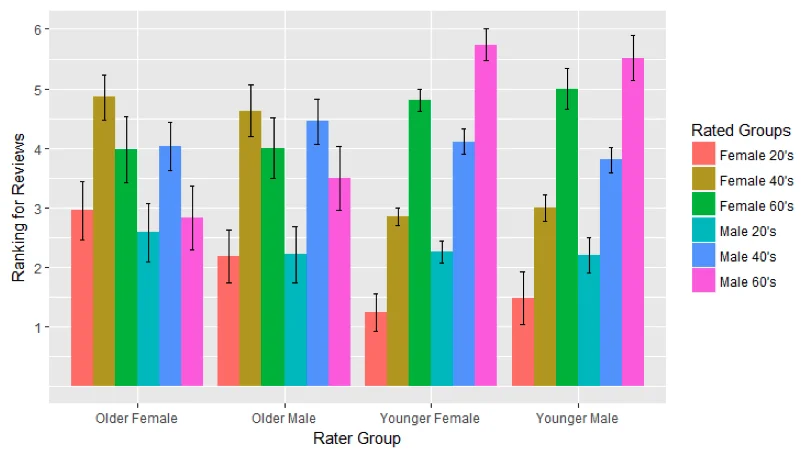 Ranking for Reviews
6
5
4
3
2
1
Older Female
Older Male
Younger Female
Younger Male
Rater Group
Rated Groups
Female 20's
Female 40's
Female 60's
Male 20's
Male 40's
Male 60's